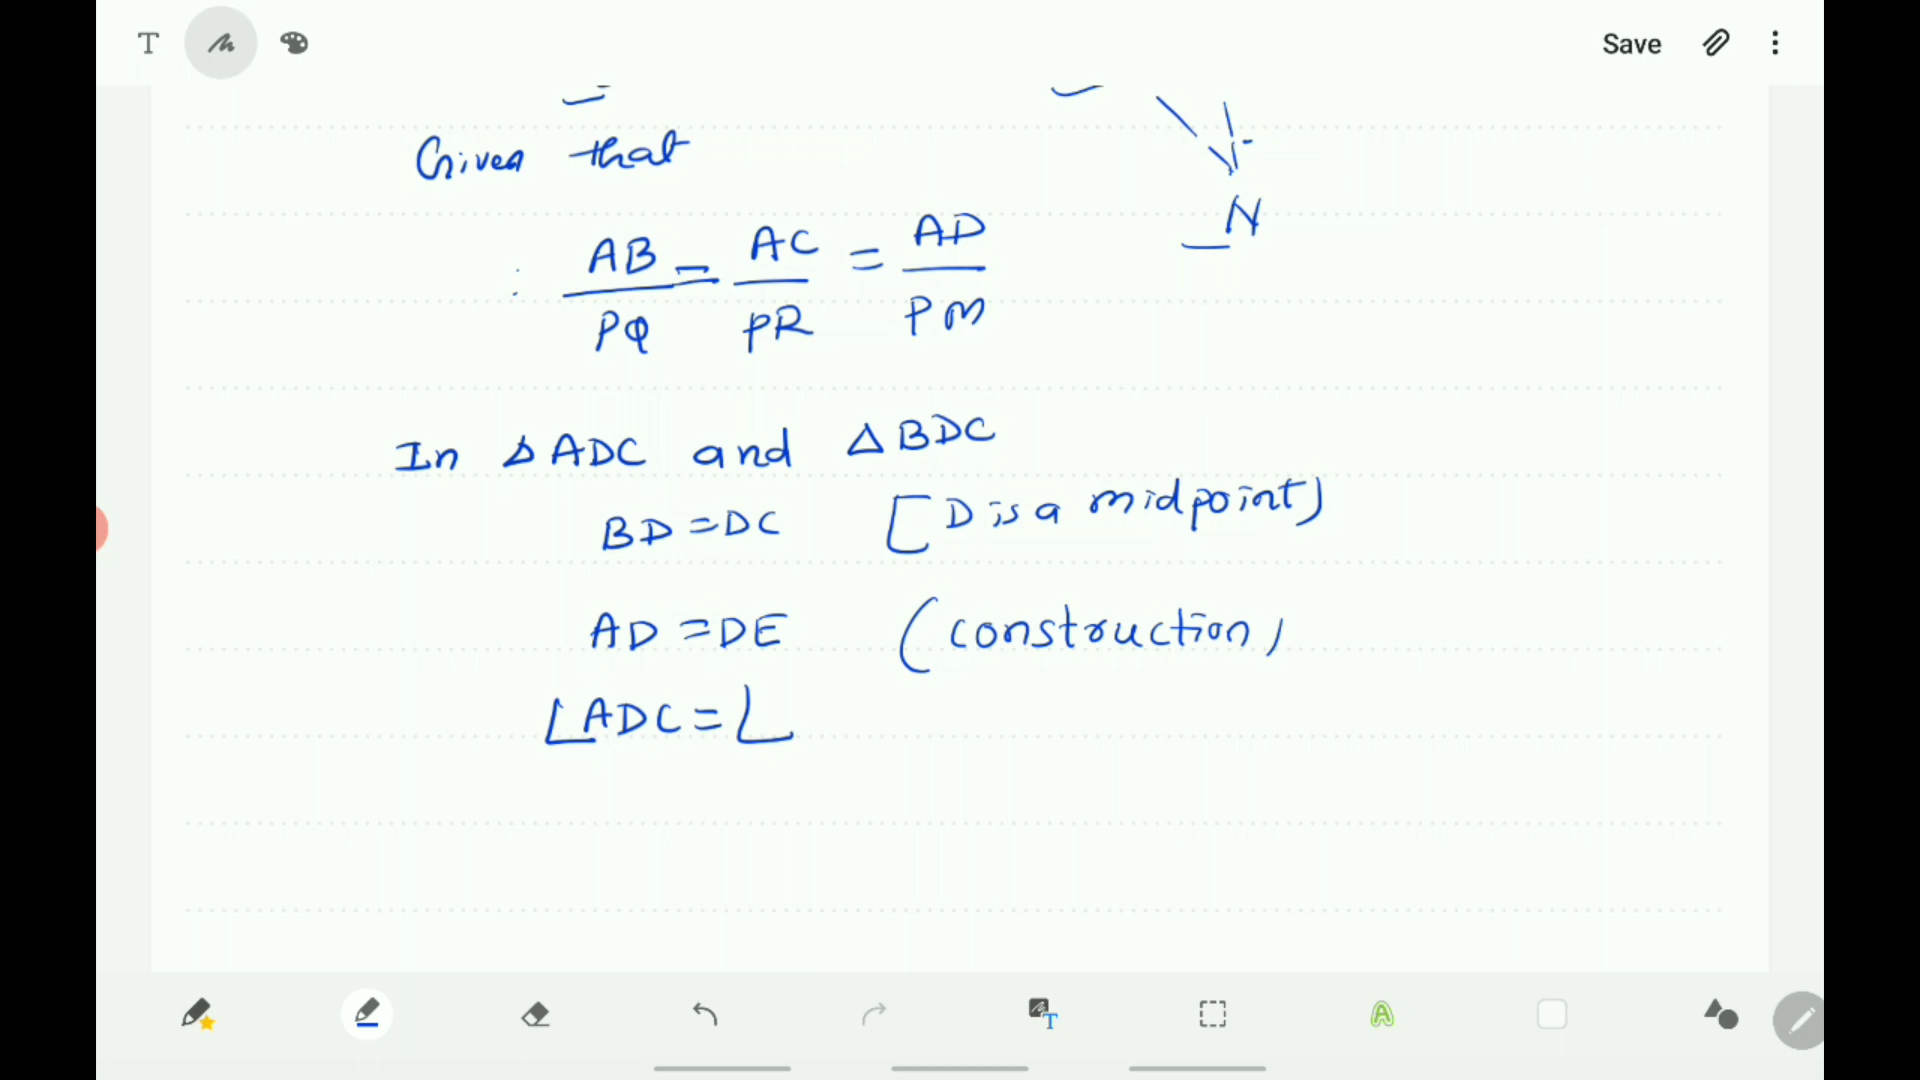 Save
Given that
N
AB = AC = AD
PQ PR PM
In ∆ ADC and ∆ BDC
BD = DC [D is a midpoint)
AD = DE (construction)
∠ADC = ∠